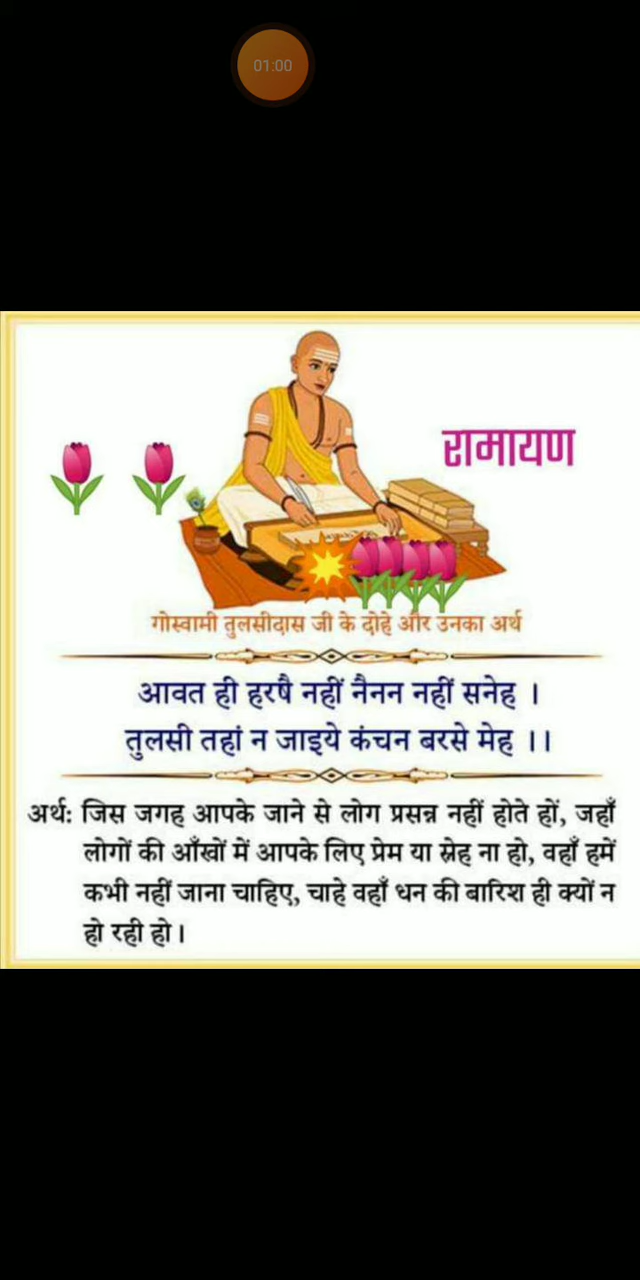 01:00
रामायण
गोस्वामी तुलसीदास जी के दोहे और उनका अर्थ
आवत ही हरषै नहीं नैनन नहीं सनेह ।
तुलसी तहां न जाइये कंचन बरसे मेह ।।
अर्थ: जिस जगह आपके जाने से लोग प्रसन्न नहीं होते हों, जहाँ
लोगों की आँखों में आपके लिए प्रेम या स्नेह ना हो, वहाँ हमें
कभी नहीं जाना चाहिए, चाहे वहाँ धन की बारिश ही क्यों न
हो रही हो।